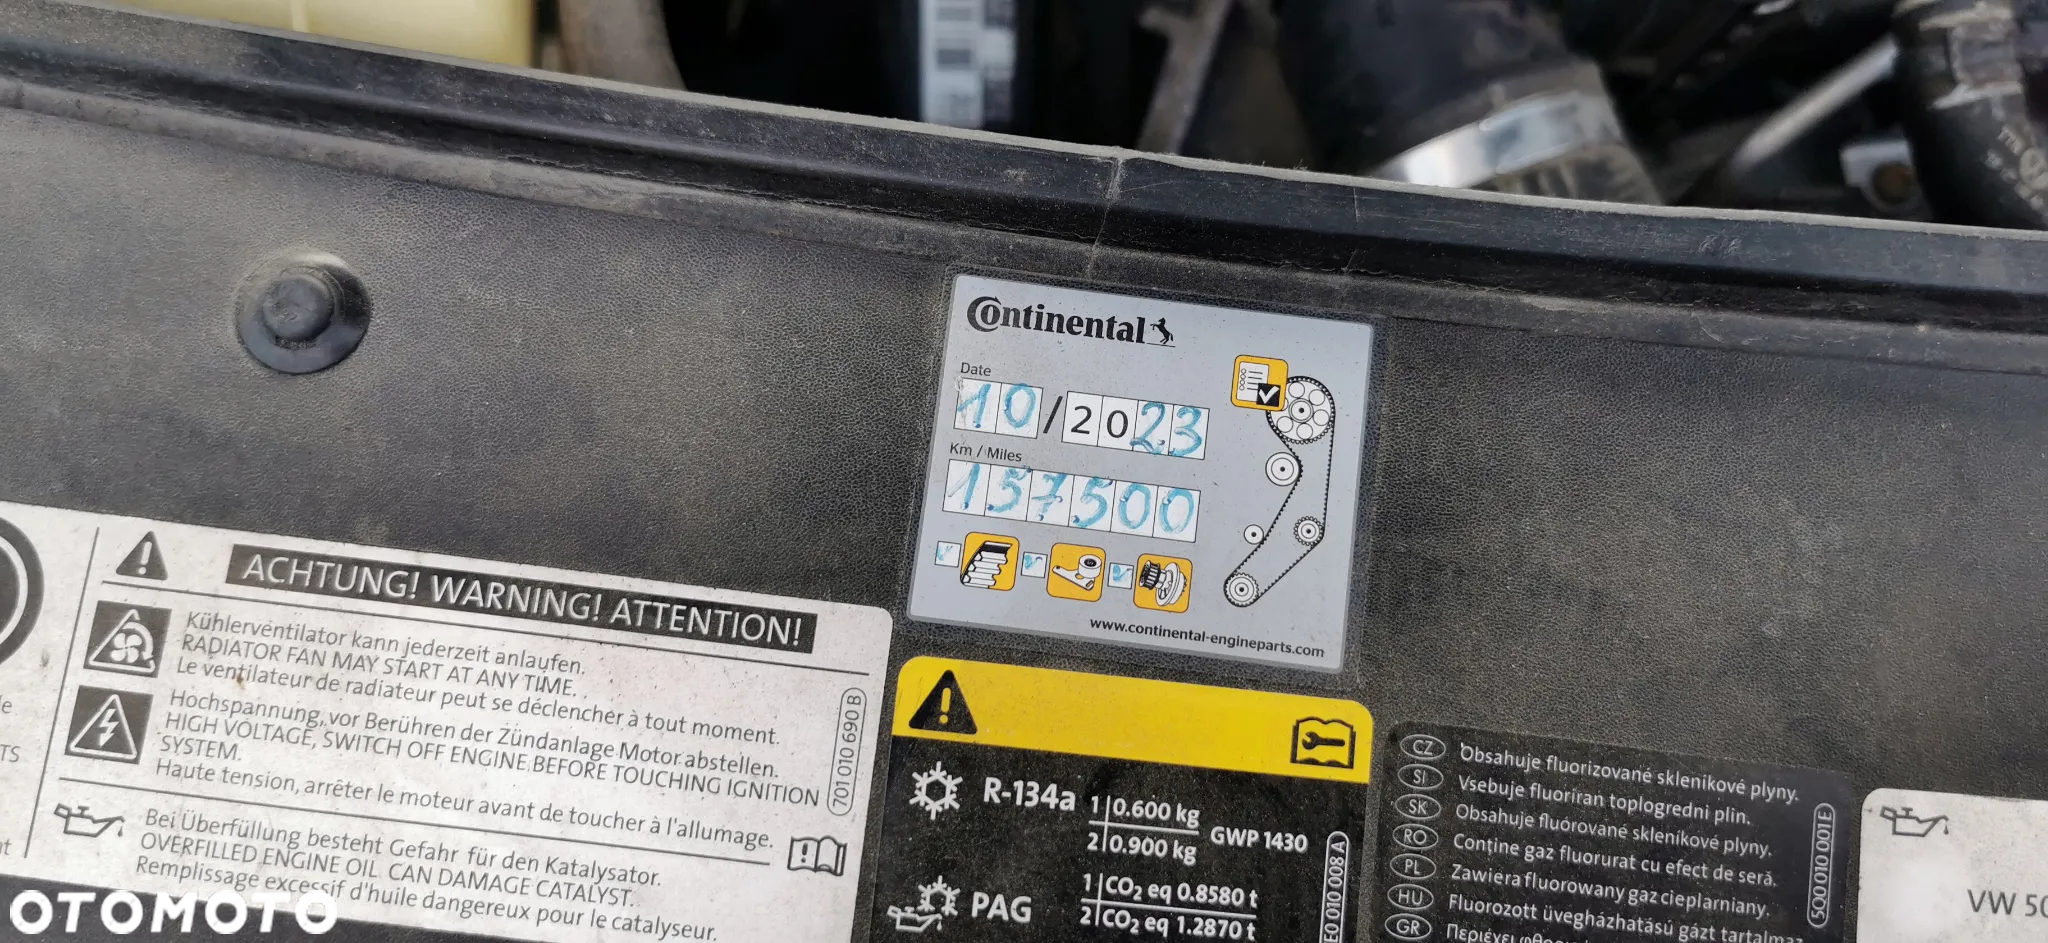 Continental
Date
10/2023
Km / Miles
157500
www.continental-engineparts.com
ACHTUNG! WARNING! ATTENTION!
Kühlerventilator kann jederzeit anlaufen.
RADIATOR FAN MAY START AT ANY TIME.
Le ventilateur de radiateur peut se déclencher à tout moment.
Hochspannung, vor Berühren der Zündanlage Motor abstellen.
HIGH VOLTAGE, SWITCH OFF ENGINE BEFORE TOUCHING IGNITION
SYSTEM.
Haute tension, arrêter le moteur avant de toucher à l'allumage.
Bei Überfüllung besteht Gefahr für den Katalysator.
OVERFILLED ENGINE OIL CAN DAMAGE CATALYST.
Remplissage excessif d'huile dangereux pour le catalyseur.
701 010 690 B
R-134a
1 0.600 kg
2 0.900 kg
GWP 1430
PAG
1 CO₂ eq 0.8580 t
2 CO₂ eq 1.2870 t
E0 010 008 A
CZ Obsahuje fluorizované skleníkové plyny.
SI Vsebuje fluoriran toplogredni plin.
SK Obsahuje fluórované skleníkové plyny.
RO Conține gaz fluorurat cu efect de seră.
PL Zawiera fluorowany gaz cieplarniany.
HU Fluorozott üvegházhatású gázt tartalmaz
GR Περιέχει
5Q0 010 001 E
VW 50
OTOMOTO